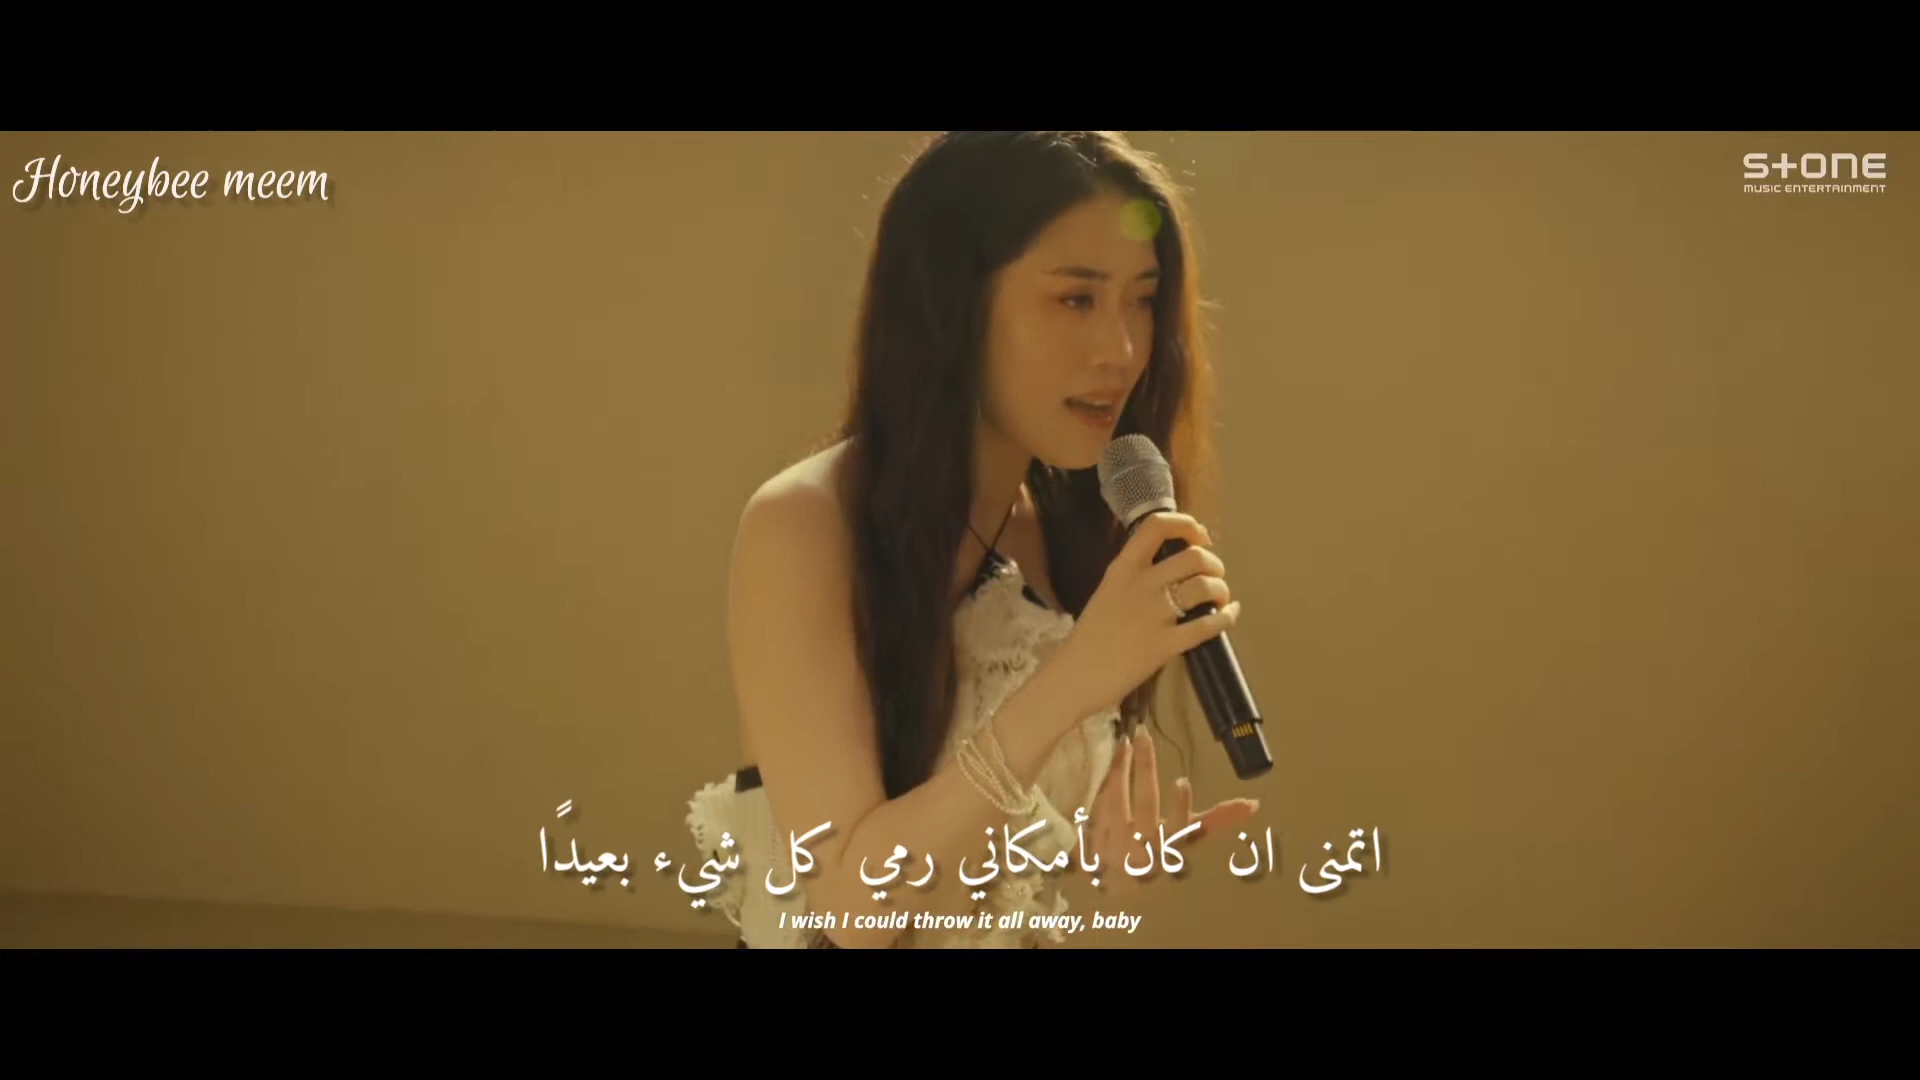 Honeybee meem
STONE
MUSIC ENTERTAINMENT
اتمنى ان كان بأمكاني رمي كل شيء بعيدًا
I wish I could throw it all away, baby